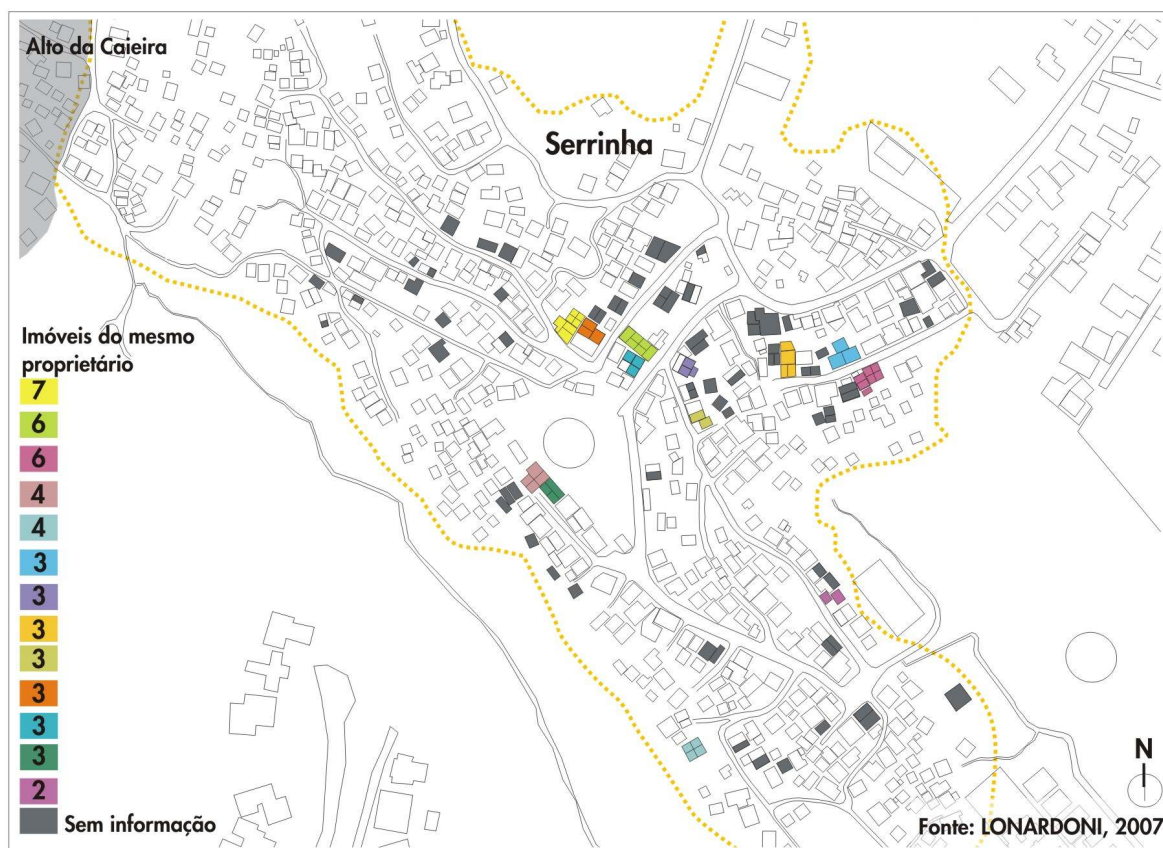 Alto da Caieira
Serrinha
Imóveis do mesmo
proprietário
7
6
6
4
4
3
3
3
3
3
3
3
2
Sem informação
N
Fonte: LONARDONI, 2007